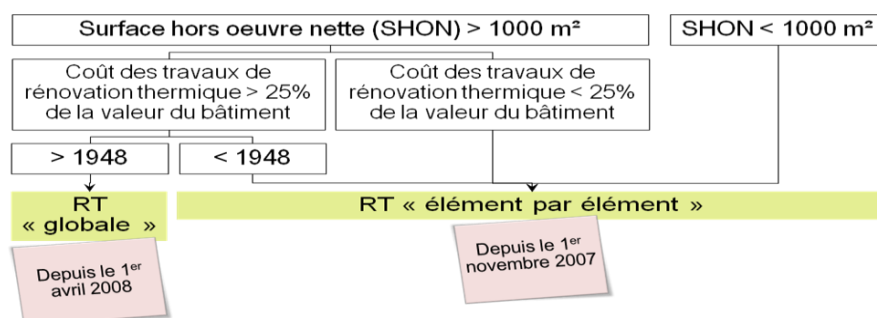 Surface hors oeuvre nette (SHON) > 1000 m²
SHON < 1000 m²
Coût des travaux de
rénovation thermique > 25%
de la valeur du bâtiment
Coût des travaux de
rénovation thermique < 25%
de la valeur du bâtiment
> 1948
< 1948
RT
« globale »
RT « élément par élément »
Depuis le 1er
avril 2008
Depuis le 1er
novembre 2007